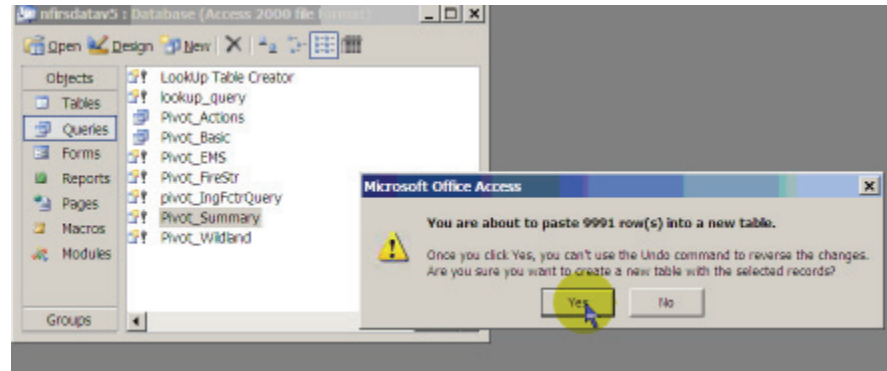 nfirsdatav5 : Database (Access 2000 file format)
Open Design New
Objects
Tables
Queries
Forms
Reports
Pages
Macros
Modules
Groups
LookUp Table Creator
lookup_query
Pivot_Actions
Pivot_Basic
Pivot_EMS
Pivot_FireStr
pivot_IngFctrQuery
Pivot_Summary
Pivot_Wildland
Microsoft Office Access
You are about to paste 9991 row(s) into a new table.
Once you click Yes, you can't use the Undo command to reverse the changes.
Are you sure you want to create a new table with the selected records?
Yes No